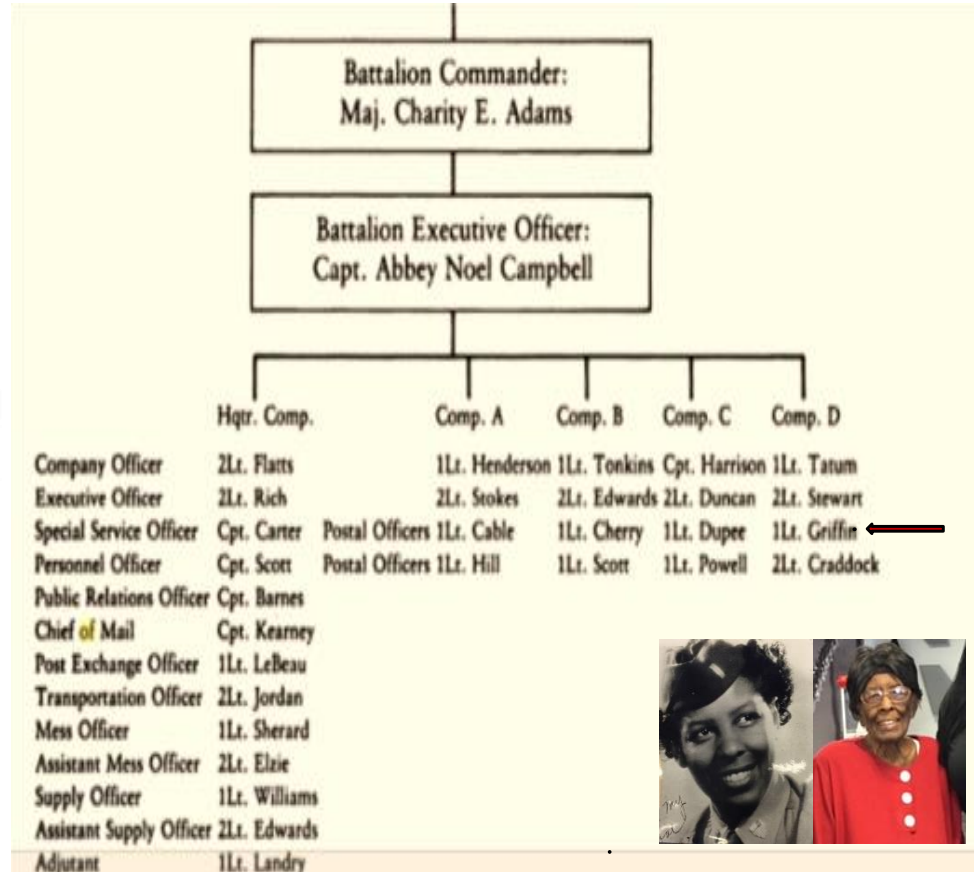 Battalion Commander:
Maj. Charity E. Adams
Battalion Executive Officer:
Capt. Abbey Noel Campbell
Hqtr. Comp. Comp. A Comp. B Comp. C Comp. D
Company Officer 2Lt. Flatts 1Lt. Henderson 1Lt. Tonkins Cpt. Harrison 1Lt. Tatum
Executive Officer 2Lt. Rich 2Lt. Stokes 2Lt. Edwards 2Lt. Duncan 2Lt. Stewart
Special Service Officer Cpt. Carter Postal Officers 1Lt. Cable 1Lt. Cherry 1Lt. Dupee 1Lt. Griffin
Personnel Officer Cpt. Scott Postal Officers 1Lt. Hill 1Lt. Scott 1Lt. Powell 2Lt. Craddock
Public Relations Officer Cpt. Barnes
Chief of Mail Cpt. Kearney
Post Exchange Officer 1Lt. LeBeau
Transportation Officer 2Lt. Jordan
Mess Officer 1Lt. Sherard
Assistant Mess Officer 2Lt. Elzie
Supply Officer 1Lt. Williams
Assistant Supply Officer 2Lt. Edwards
Adjutant 1Lt. Landry